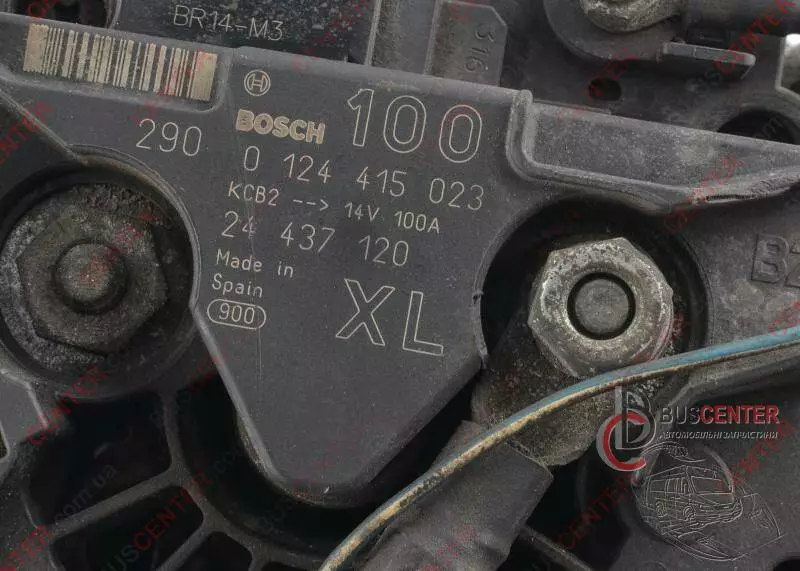 BR14-M3
316
BOSCH 100
290 0 124 415 023
KCB2 --> 14V 100A
24 437 120
Made in
Spain
900
XL
BUSCENTER
АВТОМОБІЛЬНІ ЗАПЧАСТИНИ